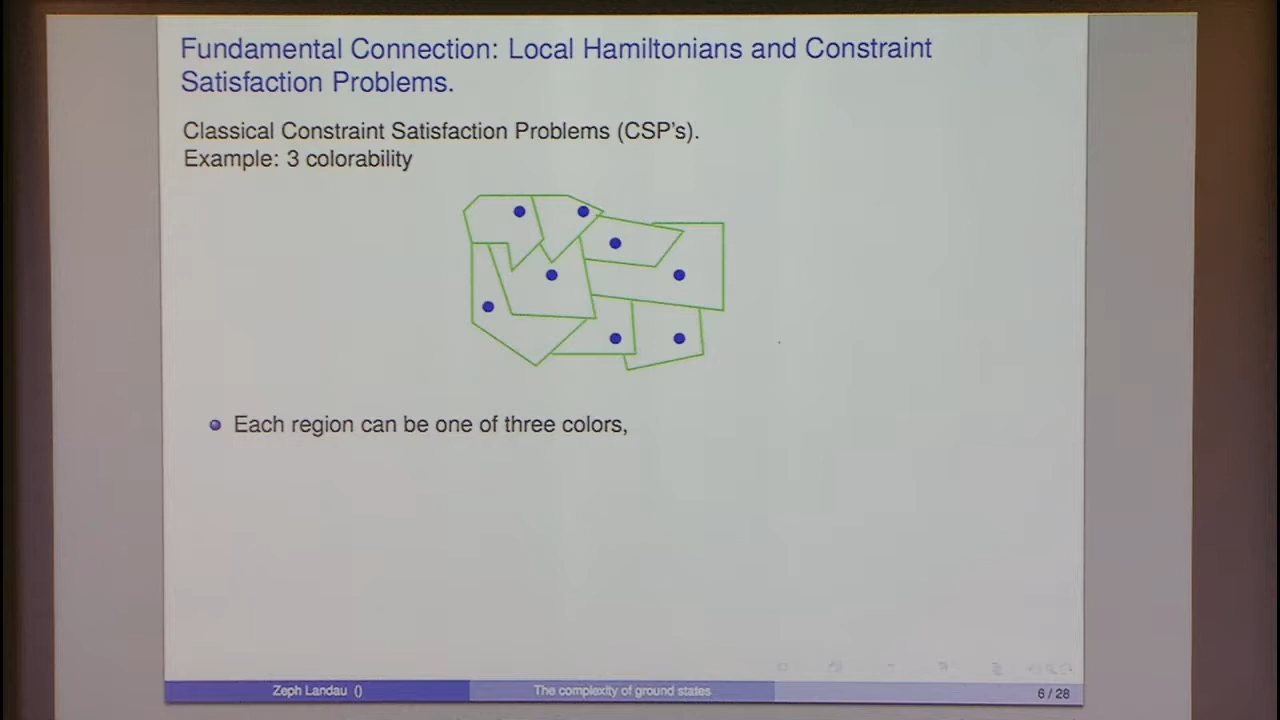 Fundamental Connection: Local Hamiltonians and Constraint
Satisfaction Problems.
Classical Constraint Satisfaction Problems (CSP's).
Example: 3 colorability
Each region can be one of three colors,
Zeph Landau ()
The complexity of ground states
6 / 28